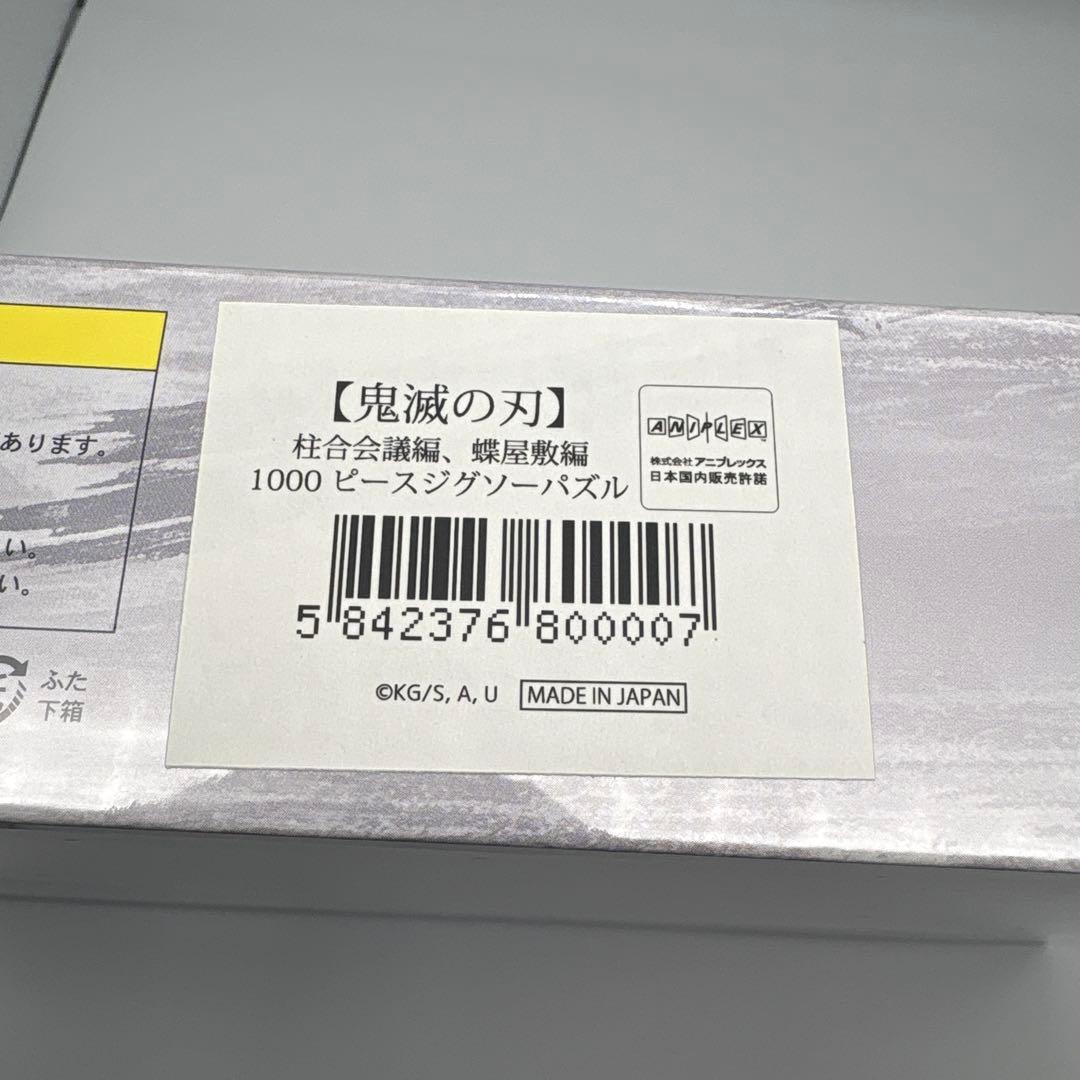 【鬼滅の刃】
柱合会議編、蝶屋敷編
1000 ピースジグソーパズル
ANIPLEX
株式会社 アニプレックス
日本国内販売許諾
5 842376 800007
©KG/S, A, U
MADE IN JAPAN
あります。
い。
い。
ふた
下箱